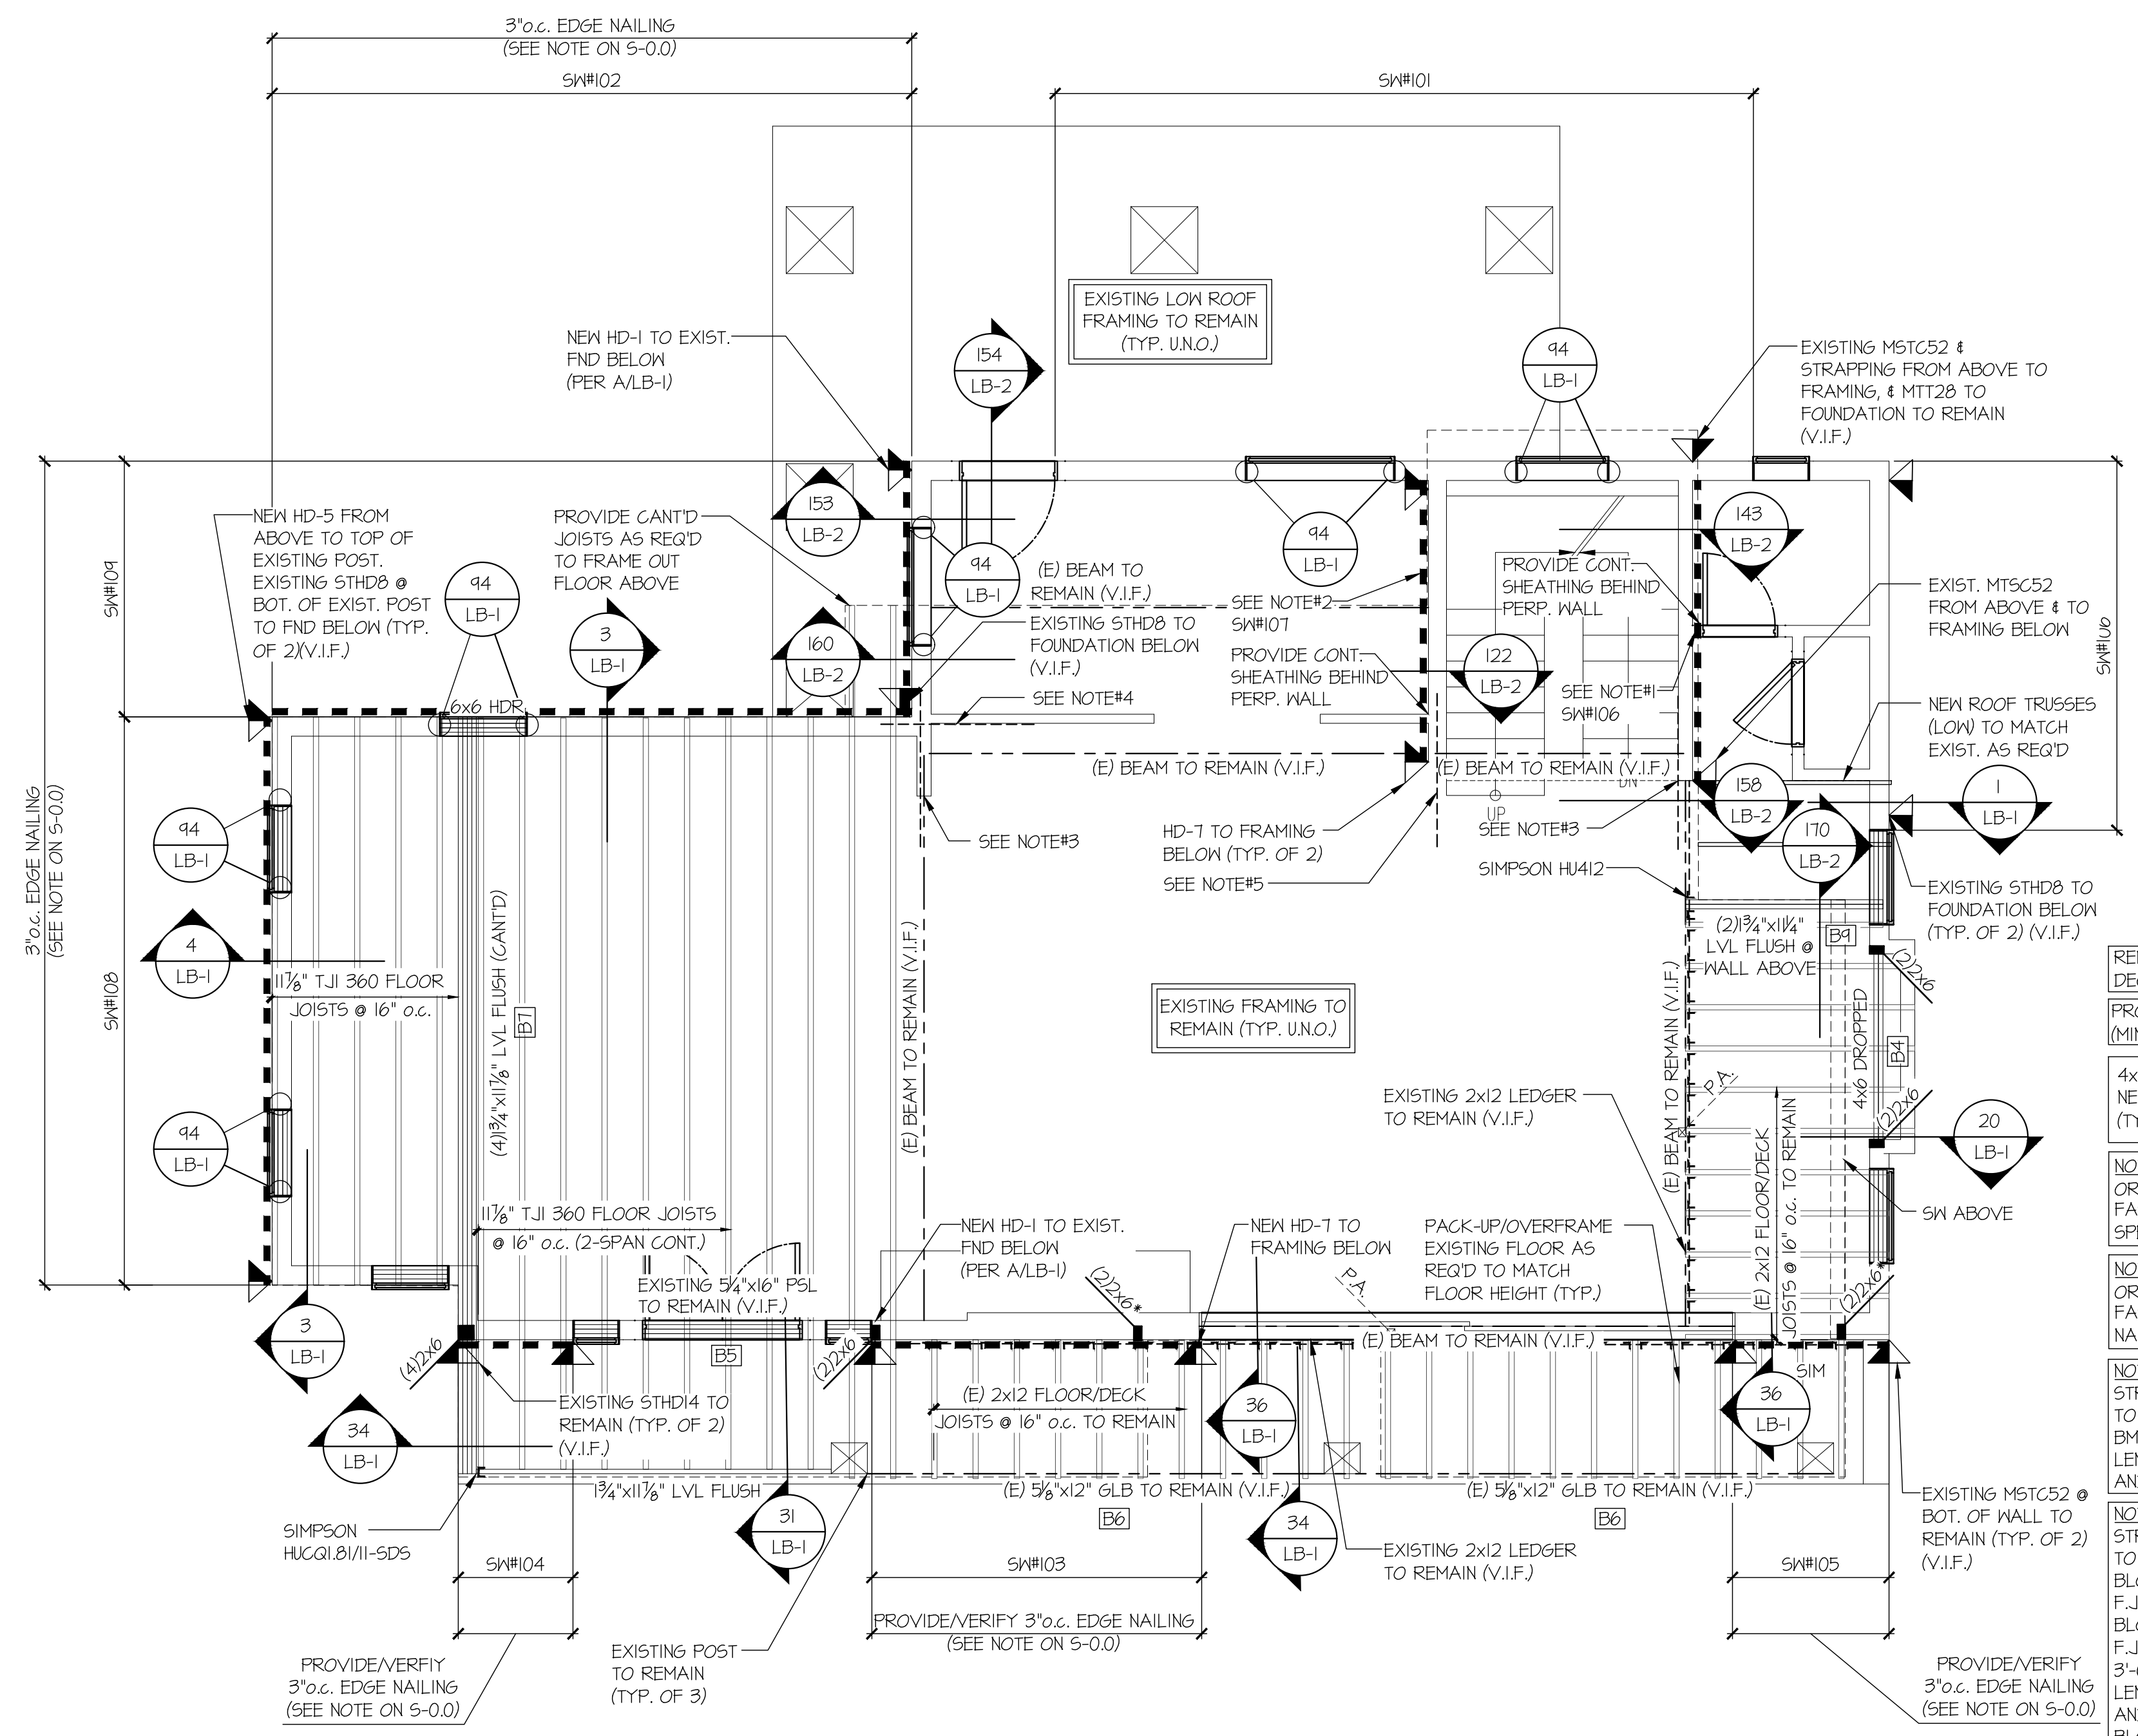 3"o.c. EDGE NAILING
(SEE NOTE ON S-0.0)
SW#102
SW#101
EXISTING LOW ROOF
FRAMING TO REMAIN
(TYP. U.N.O.)
NEW HD-1 TO EXIST.
FND BELOW
(PER A/LB-1)
154
LB-2
94
LB-1
EXISTING MSTC52 &
STRAPPING FROM ABOVE TO
FRAMING, & MTT28 TO
FOUNDATION TO REMAIN
(V.I.F.)
NEW HD-5 FROM
ABOVE TO TOP OF
EXISTING POST.
EXISTING STHD8 @
BOT. OF EXIST. POST
TO FND BELOW (TYP.
OF 2)(V.I.F.)
PROVIDE CANT'D
JOISTS AS REQ'D
TO FRAME OUT
FLOOR ABOVE
153
LB-2
94
LB-1
94
LB-1
143
LB-2
PROVIDE CONT.
SHEATHING BEHIND
PERP. WALL
SW#109
94
LB-1
3
LB-1
160
LB-2
(E) BEAM TO
REMAIN (V.I.F.)
EXISTING STHD8 TO
FOUNDATION BELOW
(V.I.F.)
SEE NOTE#2
SW#107
PROVIDE CONT.
SHEATHING BEHIND
PERP. WALL
122
LB-2
SEE NOTE#1
SW#106
EXIST. MTSC52
FROM ABOVE & TO
FRAMING BELOW
SW#106
6x6 HDR
SEE NOTE#4
NEW ROOF TRUSSES
(LOW) TO MATCH
EXIST. AS REQ'D
(E) BEAM TO REMAIN (V.I.F.)
(E) BEAM TO REMAIN (V.I.F.)
DN
UP
158
LB-2
1
LB-1
170
LB-2
3"o.c. EDGE NAILING
(SEE NOTE ON S-0.0)
94
LB-1
SEE NOTE#3
HD-7 TO FRAMING
BELOW (TYP. OF 2)
SEE NOTE#5
SEE NOTE#3
SIMPSON HU412
EXISTING STHD8 TO
FOUNDATION BELOW
(TYP. OF 2) (V.I.F.)
4
LB-1
11 7/8" TJI 360 FLOOR
JOISTS @ 16" o.c.
SW#108
(4)1 3/4"x11 7/8" LVL FLUSH (CANT'D)
B7
(E) BEAM TO REMAIN (V.I.F.)
EXISTING FRAMING TO
REMAIN (TYP. U.N.O.)
(E) BEAM TO REMAIN (V.I.F.)
(2)1 3/4"x11 1/4"
LVL FLUSH @
WALL ABOVE
B9
(2)2x6
4x6 DROPPED
B4
(2)2x6
P.A.
EXISTING 2x12 LEDGER
TO REMAIN (V.I.F.)
(E) 2x12 FLOOR/DECK
JOISTS @ 16" o.c. TO REMAIN
20
LB-1
SW ABOVE
94
LB-1
11 7/8" TJI 360 FLOOR JOISTS
@ 16" o.c. (2-SPAN CONT.)
EXISTING 5 1/4"x16" PSL
TO REMAIN (V.I.F.)
NEW HD-1 TO EXIST.
FND BELOW
(PER A/LB-1)
NEW HD-7 TO
FRAMING BELOW
PACK-UP/OVERFRAME
EXISTING FLOOR AS
REQ'D TO MATCH
FLOOR HEIGHT (TYP.)
P.A.
(2)2x6*
(2)2x6*
(E) BEAM TO REMAIN (V.I.F.)
3
LB-1
(4)2x6
B5
(2)2x6
34
LB-1
EXISTING STHD14 TO
REMAIN (TYP. OF 2)
(V.I.F.)
(E) 2x12 FLOOR/DECK
JOISTS @ 16" o.c. TO REMAIN
36
LB-1
SIM
36
LB-1
1 3/4"x11 7/8" LVL FLUSH
(E) 5 1/8"x12" GLB TO REMAIN (V.I.F.)
B6
(E) 5 1/8"x12" GLB TO REMAIN (V.I.F.)
B6
SIMPSON
HUCQ1.81/11-SDS
31
LB-1
34
LB-1
EXISTING 2x12 LEDGER
TO REMAIN (V.I.F.)
EXISTING MSTC52 @
BOT. OF WALL TO
REMAIN (TYP. OF 2)
(V.I.F.)
SW#104
SW#103
SW#105
PROVIDE/VERIFY 3"o.c. EDGE NAILING
(SEE NOTE ON S-0.0)
EXISTING POST
TO REMAIN
(TYP. OF 3)
PROVIDE/VERFIY
3"o.c. EDGE NAILING
(SEE NOTE ON S-0.0)
PROVIDE/VERIFY
3"o.c. EDGE NAILING
(SEE NOTE ON S-0.0)